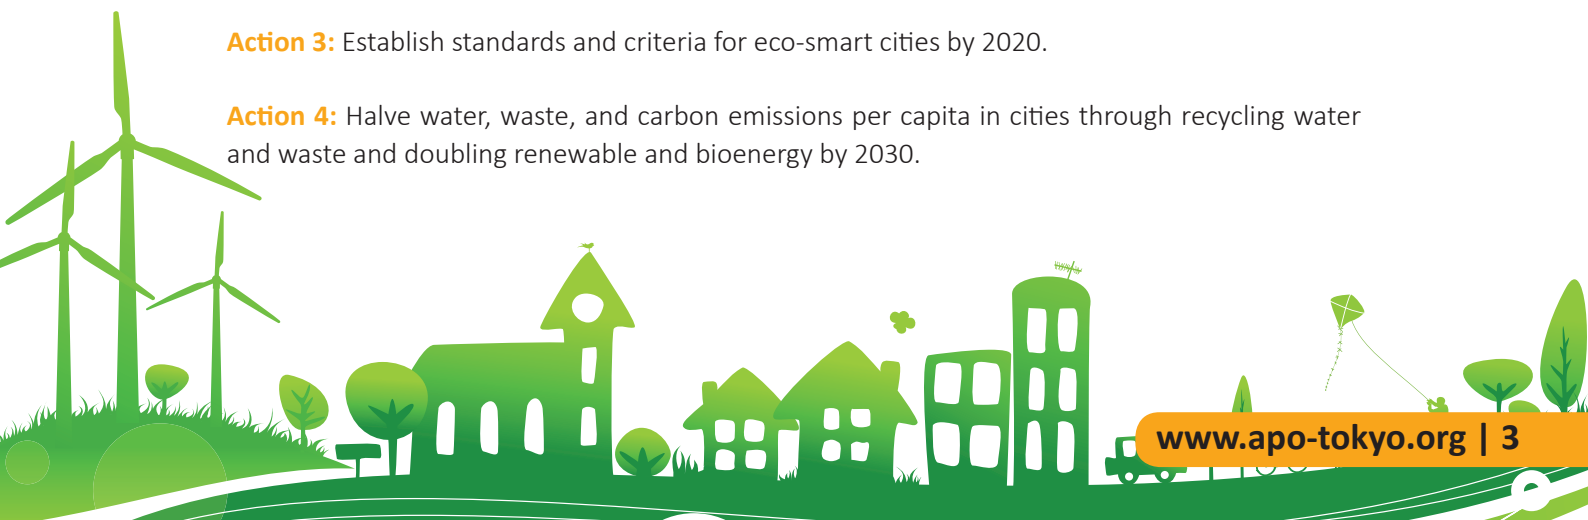 Action 3: Establish standards and criteria for eco-smart cities by 2020.
Action 4: Halve water, waste, and carbon emissions per capita in cities through recycling water
and waste and doubling renewable and bioenergy by 2030.
www.apo-tokyo.org | 3